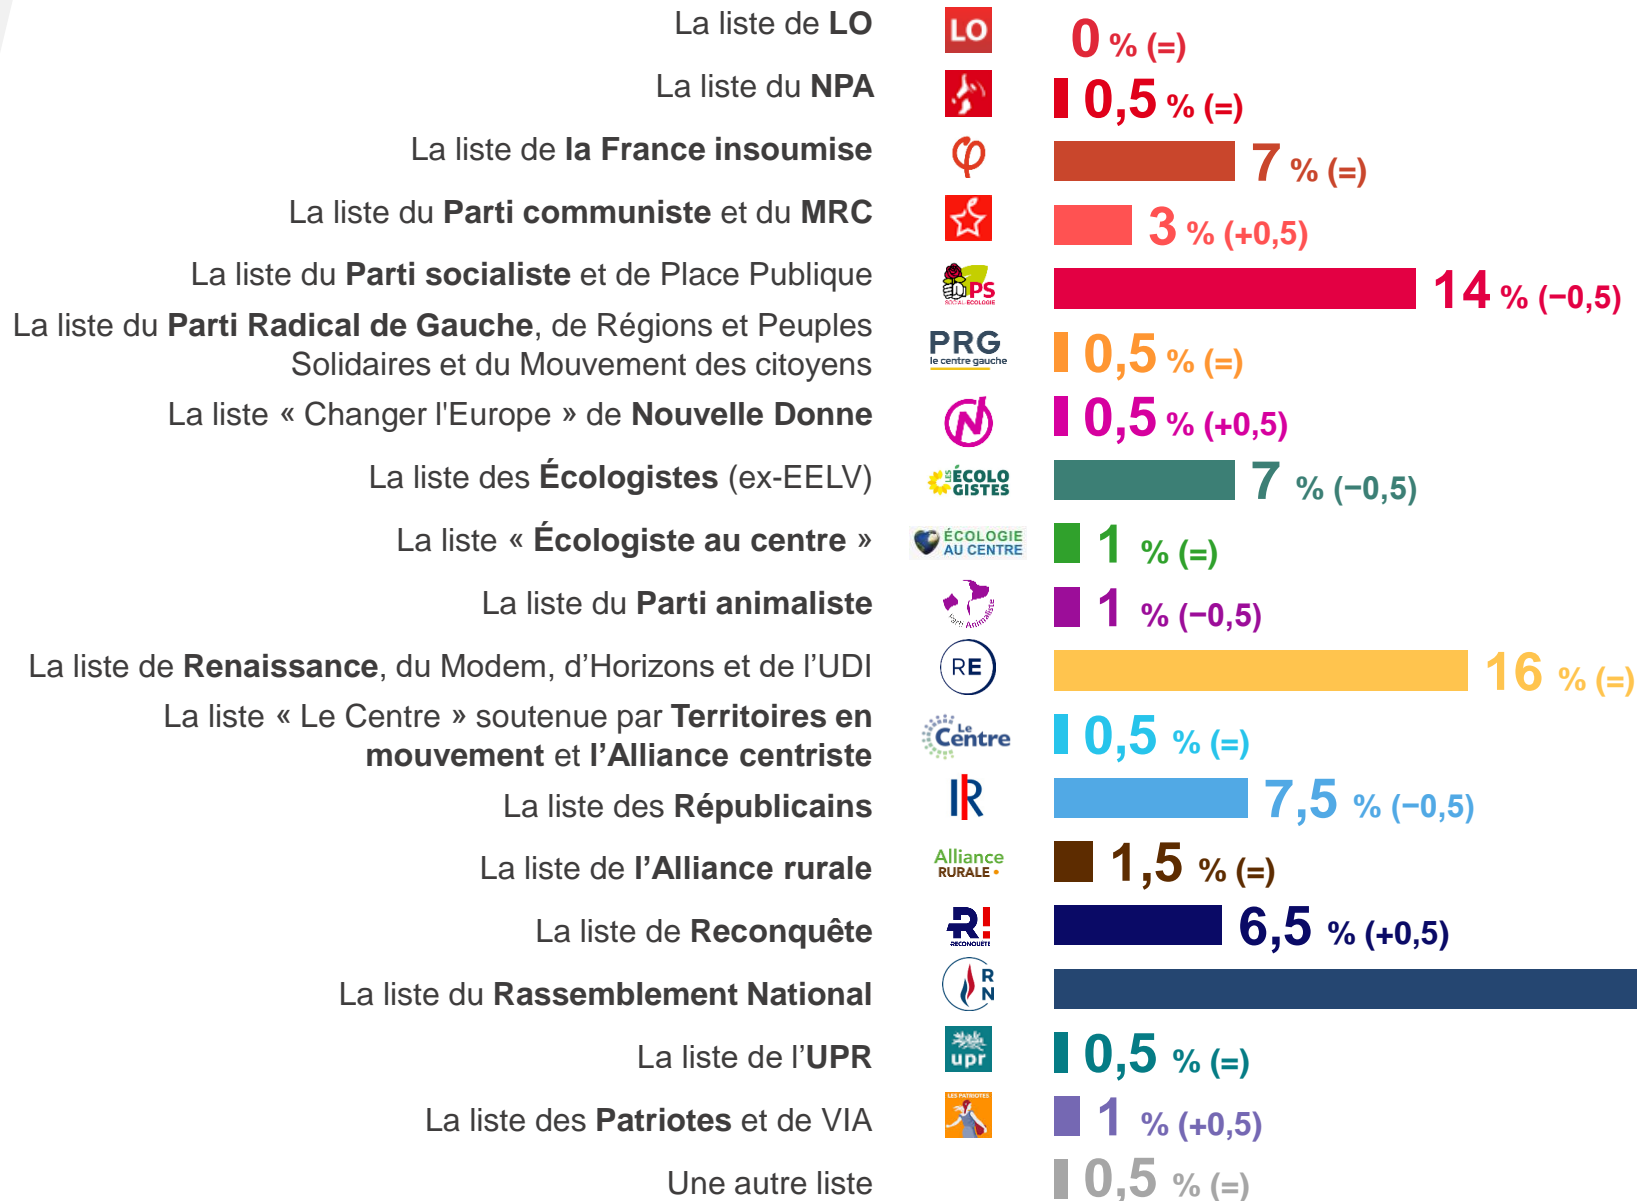 La liste de LO LO 0 % (=)
La liste du NPA 0,5 % (=)
La liste de la France insoumise φ 7 % (=)
La liste du Parti communiste et du MRC 3 % (+0,5)
La liste du Parti socialiste et de Place Publique PS SOCIAL-ÉCOLOGIE 14 % (−0,5)
La liste du Parti Radical de Gauche, de Régions et Peuples
Solidaires et du Mouvement des citoyens PRG le centre gauche 0,5 % (=)
La liste « Changer l'Europe » de Nouvelle Donne N 0,5 % (+0,5)
La liste des Écologistes (ex-EELV) LES ÉCOLO GISTES 7 % (−0,5)
La liste « Écologiste au centre » ÉCOLOGIE AU CENTRE 1 % (=)
La liste du Parti animaliste Parti Animaliste 1 % (−0,5)
La liste de Renaissance, du Modem, d’Horizons et de l’UDI RE 16 % (=)
La liste « Le Centre » soutenue par Territoires en
mouvement et l’Alliance centriste Le Centre 0,5 % (=)
La liste des Républicains lR 7,5 % (−0,5)
La liste de l’Alliance rurale Alliance RURALE 1,5 % (=)
La liste de Reconquête R! RECONQUÊTE 6,5 % (+0,5)
La liste du Rassemblement National R N
La liste de l’UPR upr 0,5 % (=)
La liste des Patriotes et de VIA LES PATRIOTES 1 % (+0,5)
Une autre liste 0,5 % (=)